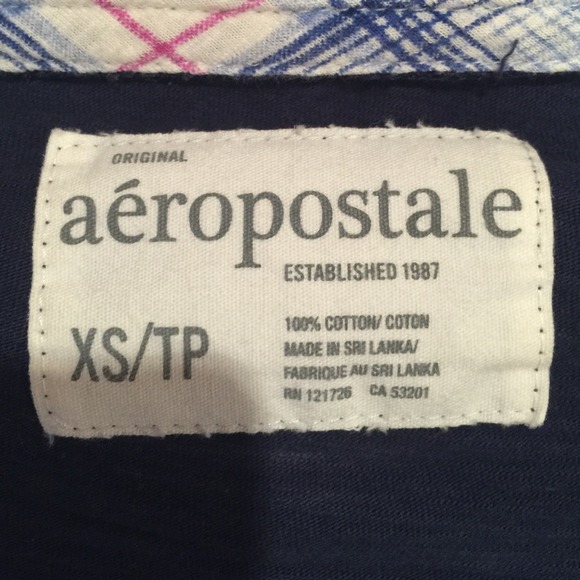 ORIGINAL
aéropostale
ESTABLISHED 1987
XS/TP
100% COTTON/ COTON
MADE IN SRI LANKA/
FABRIQUE AU SRI LANKA
RN 121726 CA 53201